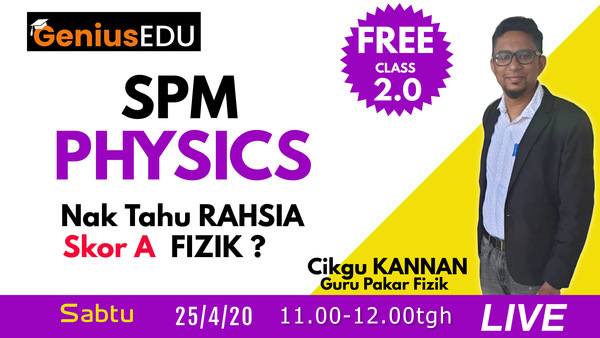 GeniusEDU
FREE
CLASS
2.0
SPM
PHYSICS
Nak Tahu RAHSIA
Skor A FIZIK ?
Cikgu KANNAN
Guru Pakar Fizik
Sabtu 25/4/20 11.00-12.00tgh LIVE